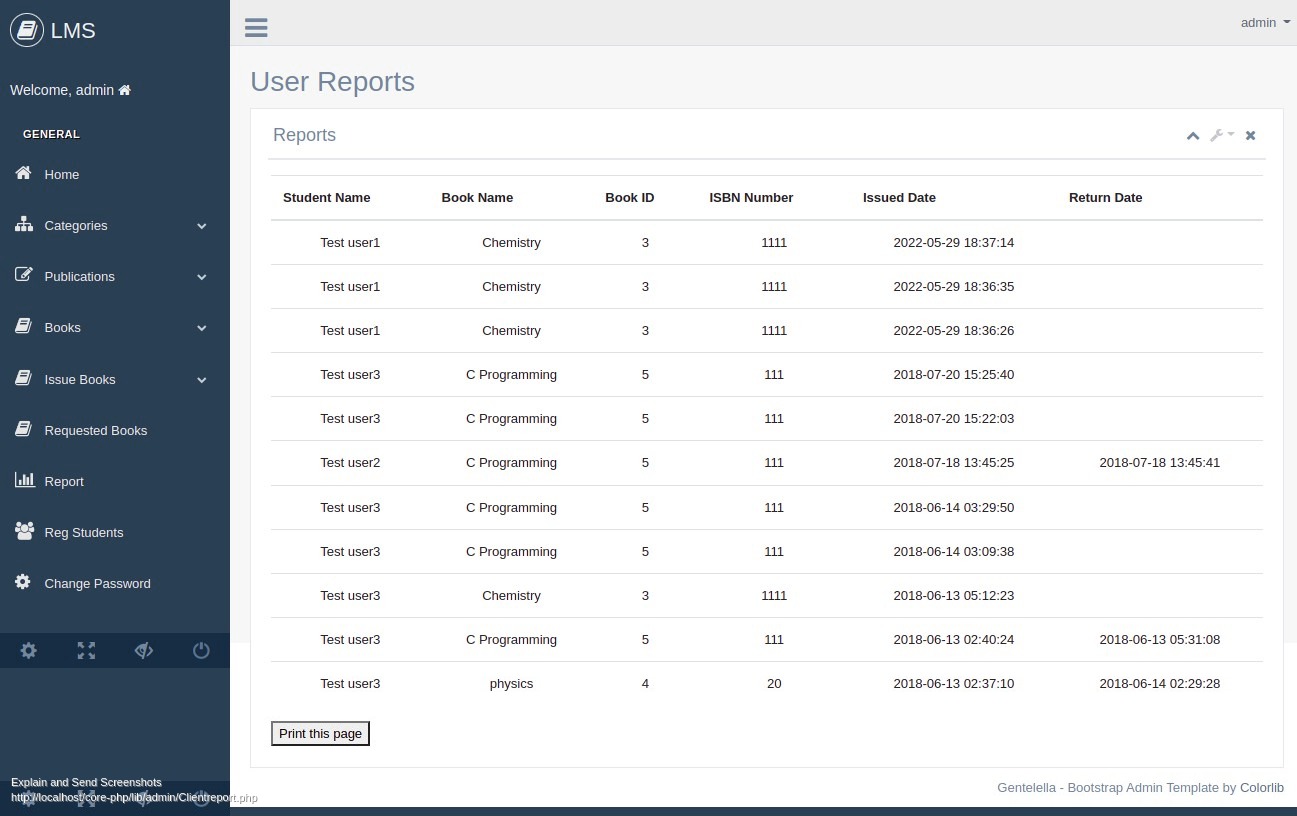 LMS
admin
Welcome, admin
User Reports
GENERAL
Reports
Home
Categories
Publications
Books
Issue Books
Requested Books
Report
Reg Students
Change Password
Student Name Book Name Book ID ISBN Number Issued Date Return Date
Test user1 Chemistry 3 1111 2022-05-29 18:37:14
Test user1 Chemistry 3 1111 2022-05-29 18:36:35
Test user1 Chemistry 3 1111 2022-05-29 18:36:26
Test user3 C Programming 5 111 2018-07-20 15:25:40
Test user3 C Programming 5 111 2018-07-20 15:22:03
Test user2 C Programming 5 111 2018-07-18 13:45:25 2018-07-18 13:45:41
Test user3 C Programming 5 111 2018-06-14 03:29:50
Test user3 C Programming 5 111 2018-06-14 03:09:38
Test user3 Chemistry 3 1111 2018-06-13 05:12:23
Test user3 C Programming 5 111 2018-06-13 02:40:24 2018-06-13 05:31:08
Test user3 physics 4 20 2018-06-13 02:37:10 2018-06-14 02:29:28
Print this page
Explain and Send Screenshots
http://localhost/core-php/lib/admin/Clientreport.php
Gentelella - Bootstrap Admin Template by Colorlib